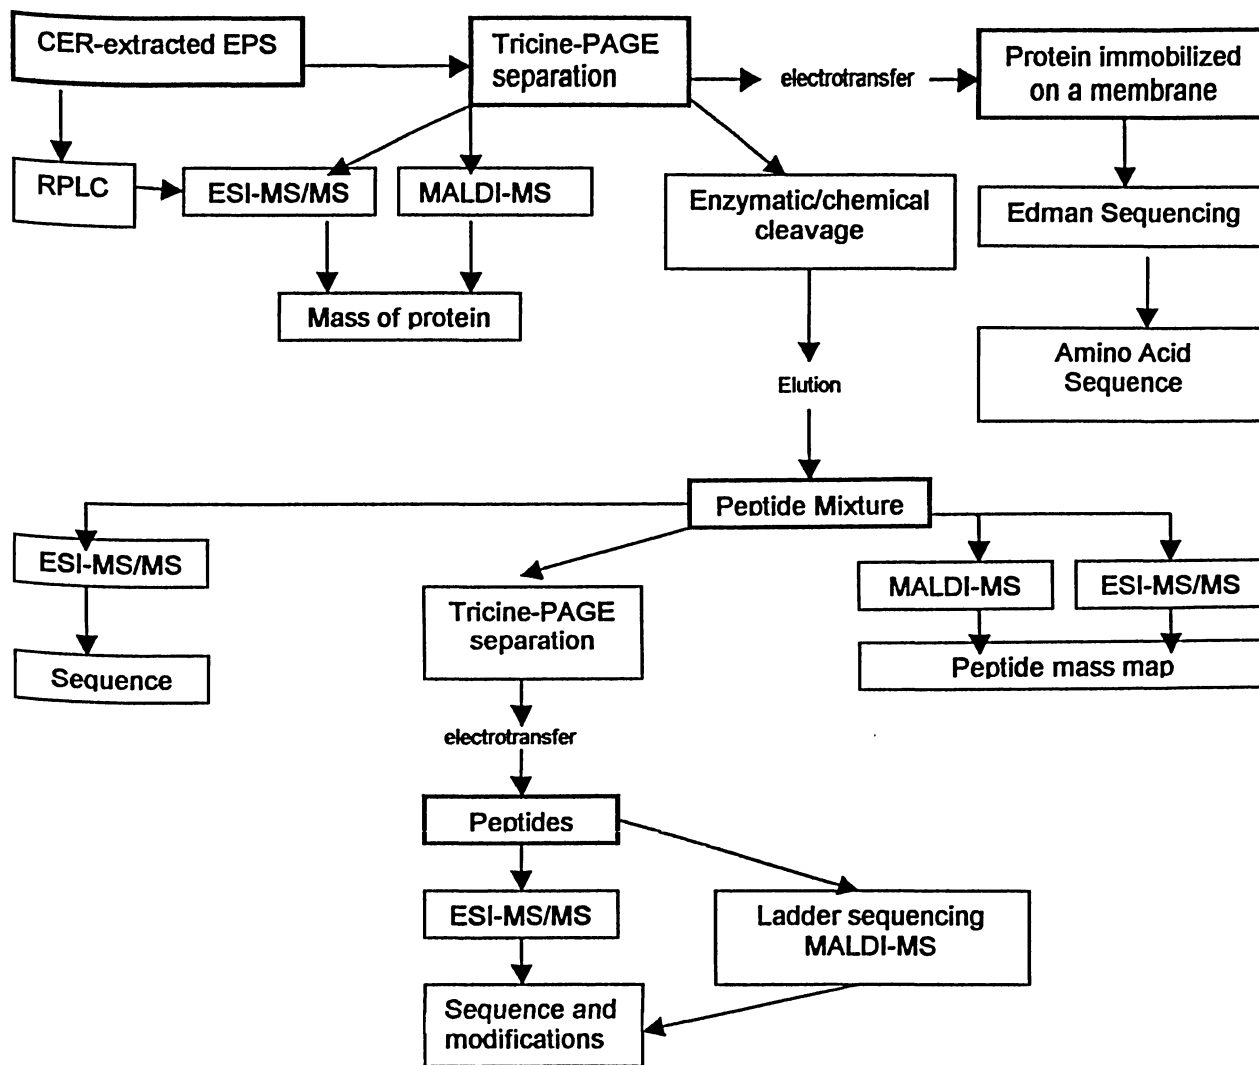 CER-extracted EPS
Tricine-PAGE
separation
electrotransfer
Protein immobilized
on a membrane
RPLC
ESI-MS/MS
MALDI-MS
Enzymatic/chemical
cleavage
Edman Sequencing
Mass of protein
Amino Acid
Sequence
Elution
Peptide Mixture
ESI-MS/MS
MALDI-MS
ESI-MS/MS
Tricine-PAGE
separation
Sequence
Peptide mass map
electrotransfer
Peptides
ESI-MS/MS
Ladder sequencing
MALDI-MS
Sequence and
modifications